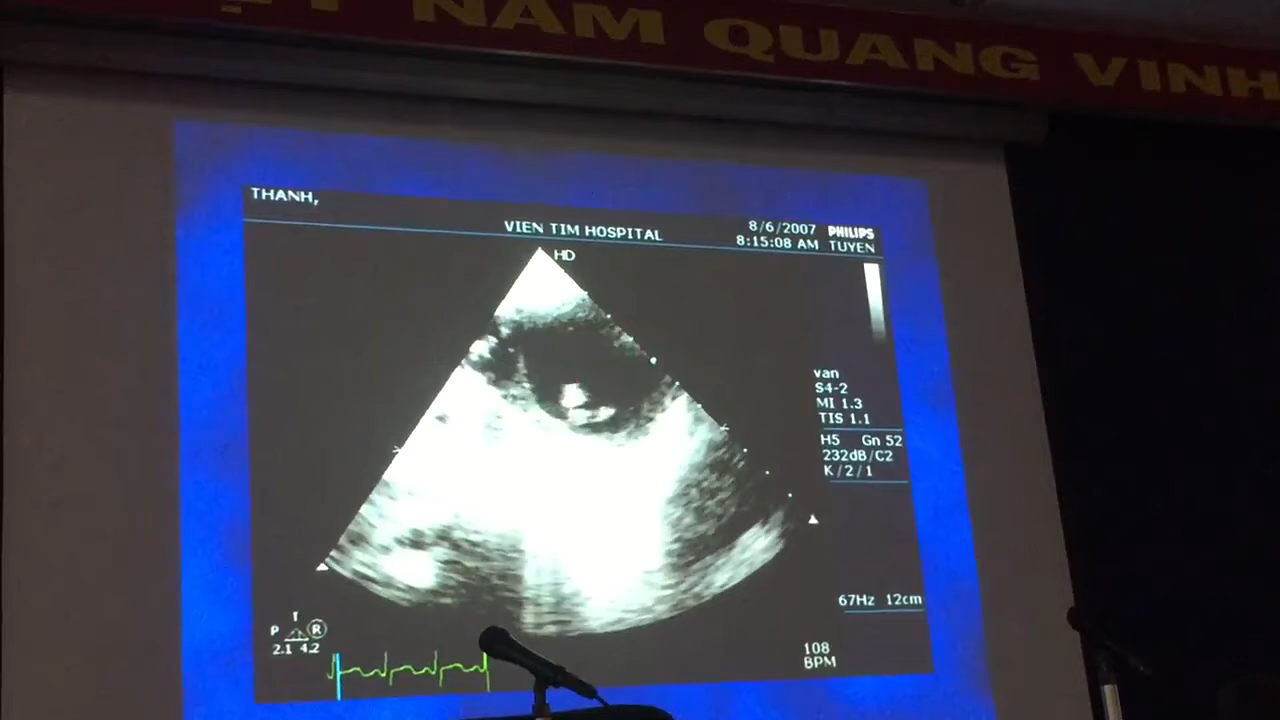 NAM QUANG VINH
THANH,
VIEN TIM HOSPITAL
8/6/2007
PHILIPS
8:15:08 AM
TUYEN
HD
van
S4-2
MI 1.3
TIS 1.1
H5 Gn 52
232dB/C2
K/2/1
67Hz 12cm
T
P R
2.1 4.2
108
BPM